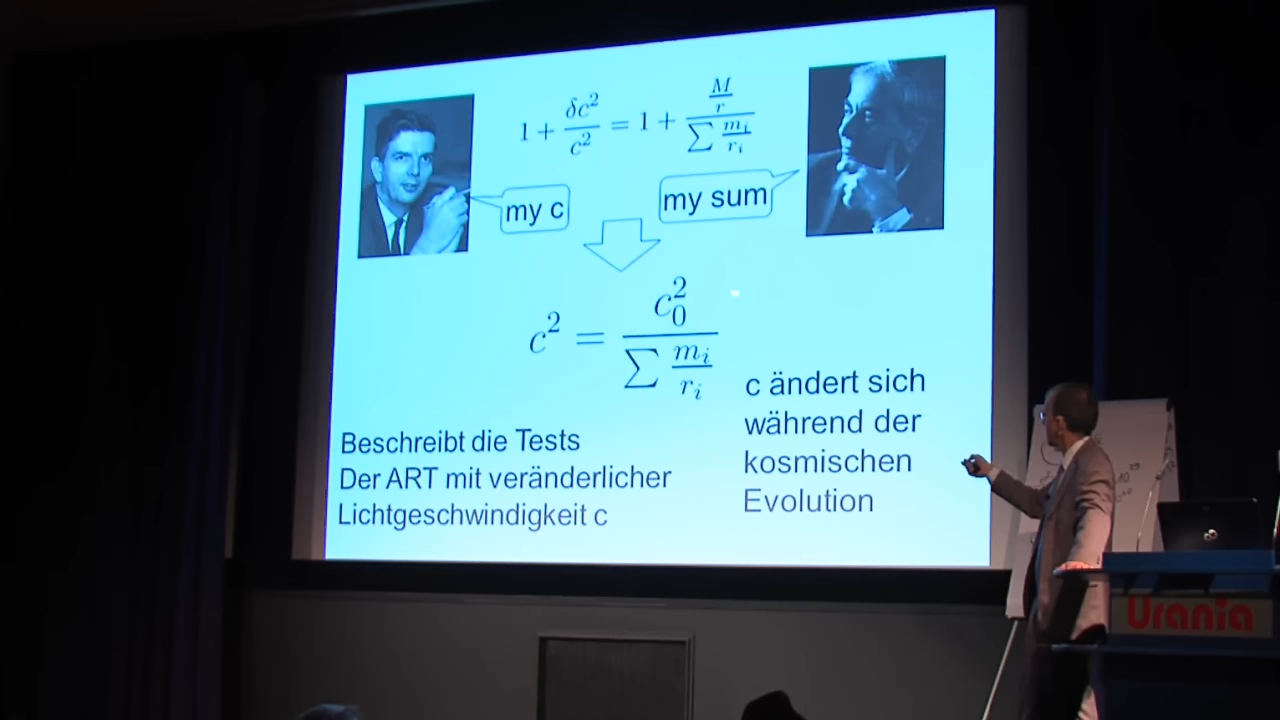 1 + δc²/c² = 1 + (M/r)/(∑ mᵢ/rᵢ)
my c
my sum
c² = c₀²/(∑ mᵢ/rᵢ)
Beschreibt die Tests
Der ART mit veränderlicher
Lichtgeschwindigkeit c
c ändert sich
während der
kosmischen
Evolution
Urania